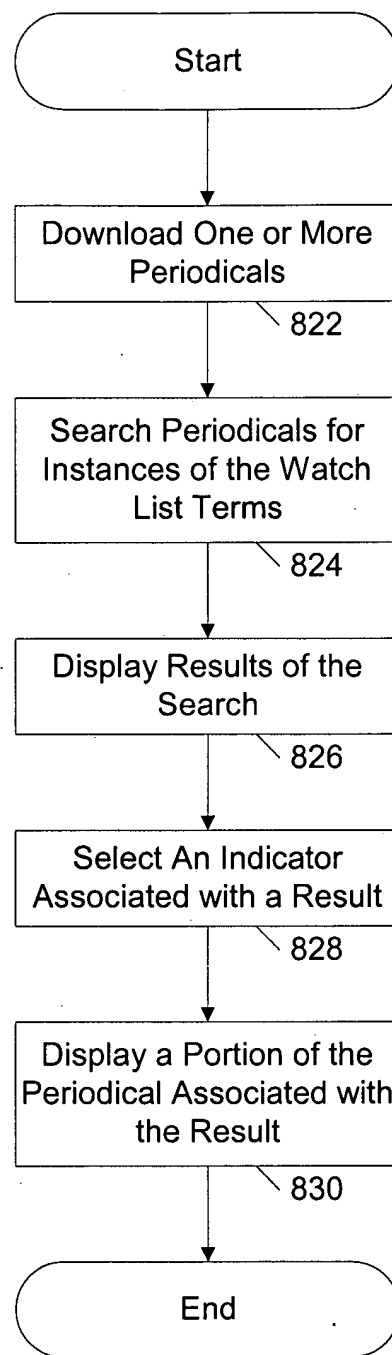 Start
Download One or More
Periodicals
822
Search Periodicals for
Instances of the Watch
List Terms
824
Display Results of the
Search
826
Select An Indicator
Associated with a Result
828
Display a Portion of the
Periodical Associated with
the Result
830
End